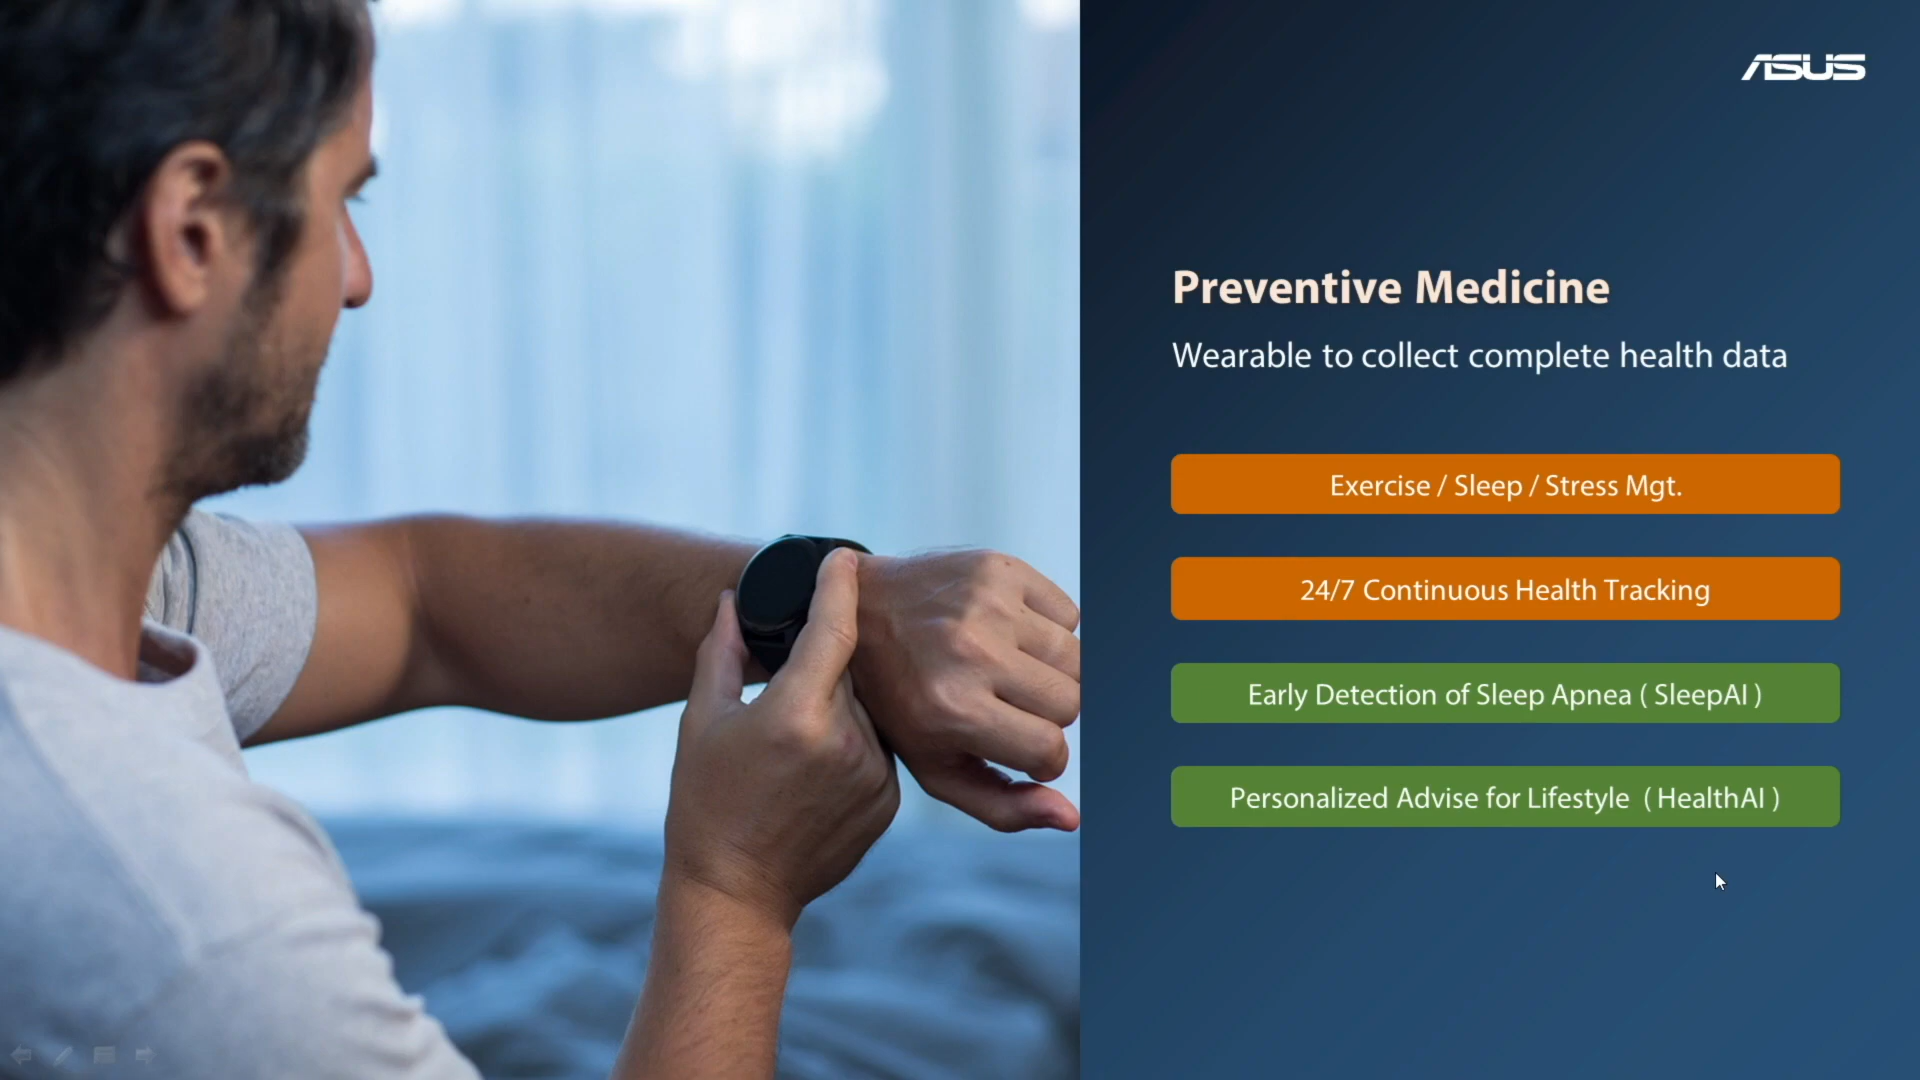 ASUS
Preventive Medicine
Wearable to collect complete health data
Exercise / Sleep / Stress Mgt.
24/7 Continuous Health Tracking
Early Detection of Sleep Apnea ( SleepAI )
Personalized Advise for Lifestyle ( HealthAI )